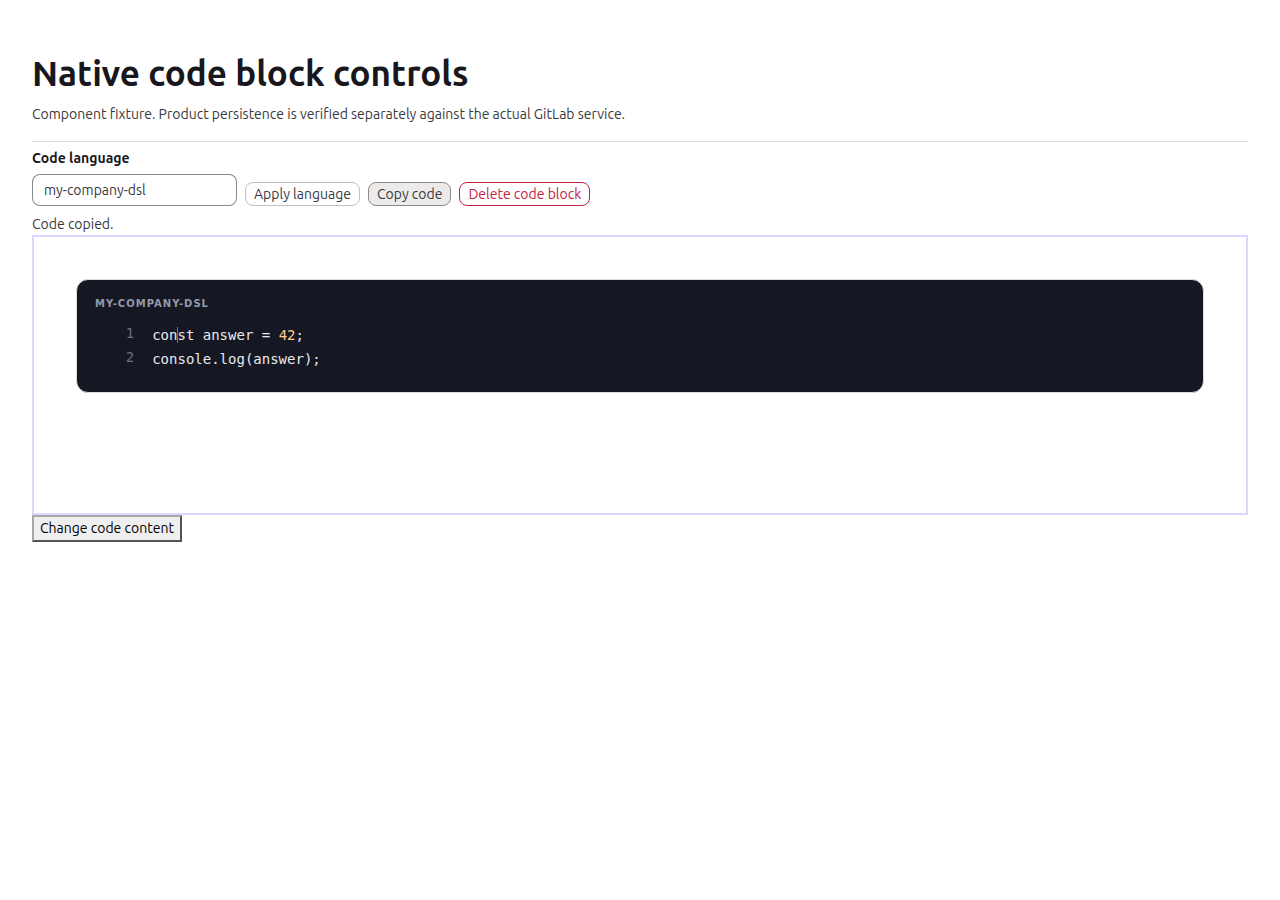 Native code block controls
Component fixture. Product persistence is verified separately against the actual GitLab service.
Code language
my-company-dsl Apply language Copy code Delete code block
Code copied.
MY-COMPANY-DSL
1 const answer = 42;
2 console.log(answer);
Change code content